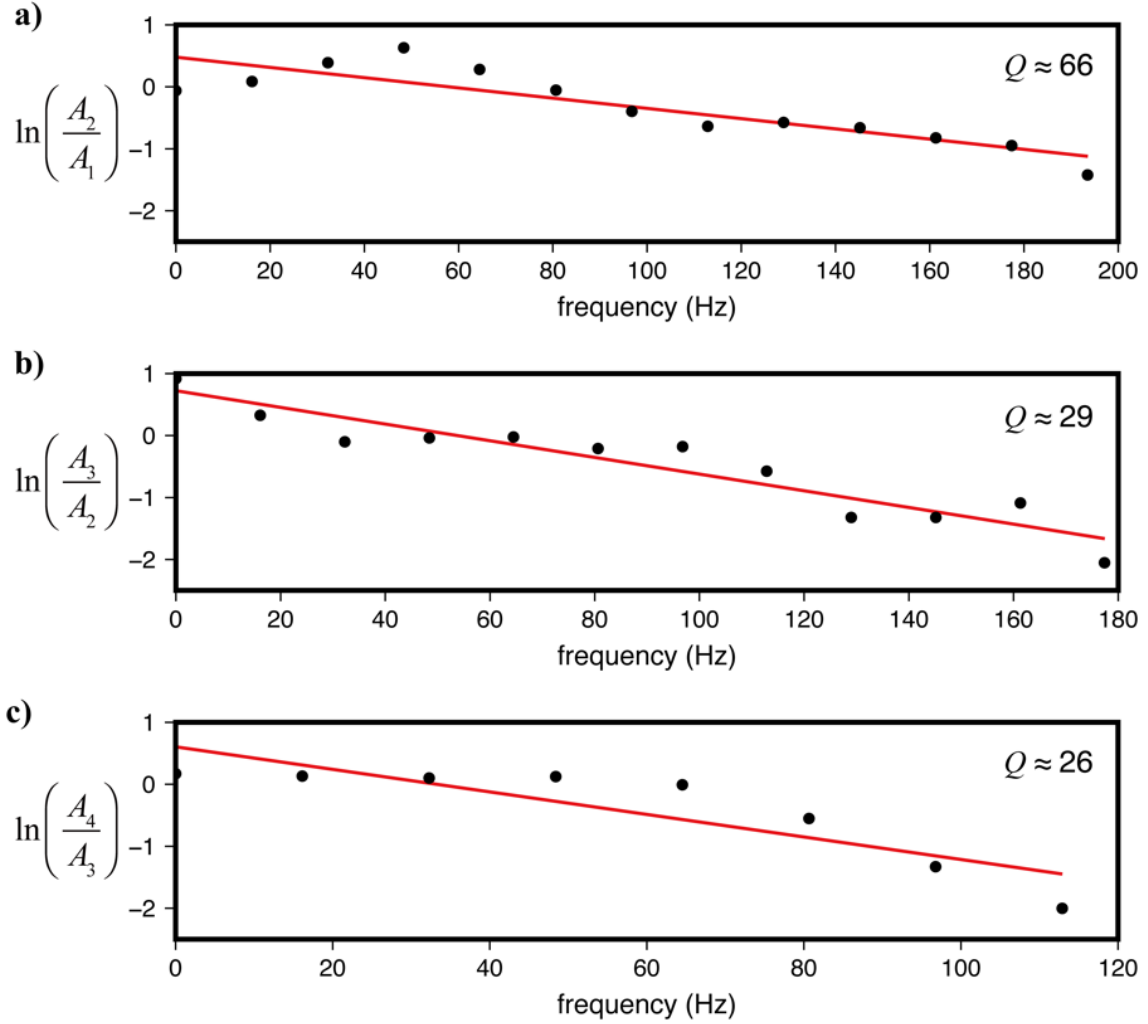 a)
ln(A2/A1)
1
0
−1
−2
Q ≈ 66
0 20 40 60 80 100 120 140 160 180 200
frequency (Hz)
b)
ln(A3/A2)
1
0
−1
−2
Q ≈ 29
0 20 40 60 80 100 120 140 160 180
frequency (Hz)
c)
ln(A4/A3)
1
0
−1
−2
Q ≈ 26
0 20 40 60 80 100 120
frequency (Hz)